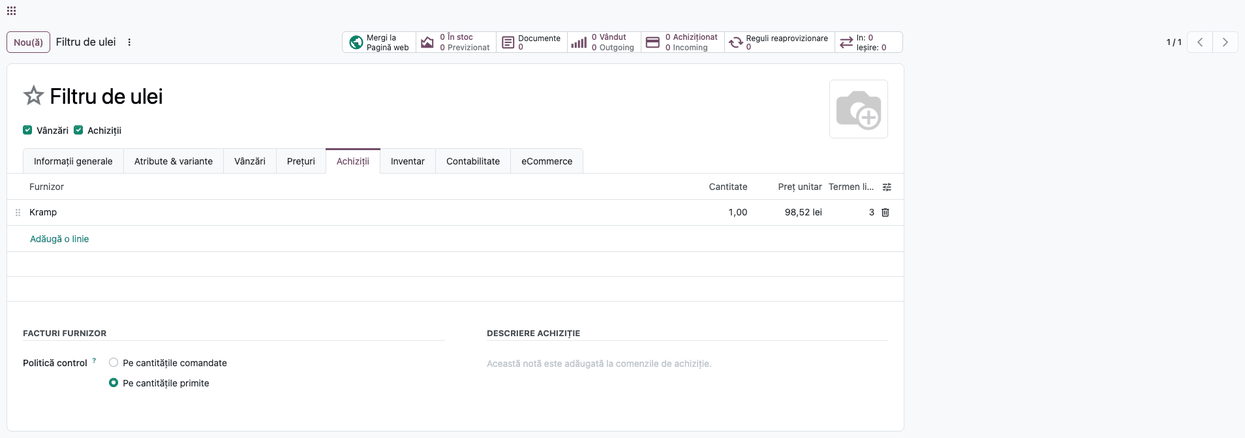 Nou(ă) Filtru de ulei
Mergi la Pagină web
0 În stoc
0 Previzionat
Documente
0
0 Vândut
0 Outgoing
0 Achiziționat
0 Incoming
Reguli reaprovizionare
0
In: 0
Ieșire: 0
1 / 1
Filtru de ulei
Vânzări Achiziții
Informații generale Atribute & variante Vânzări Prețuri Achiziții Inventar Contabilitate eCommerce
Furnizor Cantitate Preț unitar Termen li...
Kramp 1,00 98,52 lei 3
Adăugă o linie
FACTURI FURNIZOR
Politică control ? Pe cantitățile comandate
Pe cantitățile primite
DESCRIERE ACHIZIȚIE
Această notă este adăugată la comenzile de achiziție.